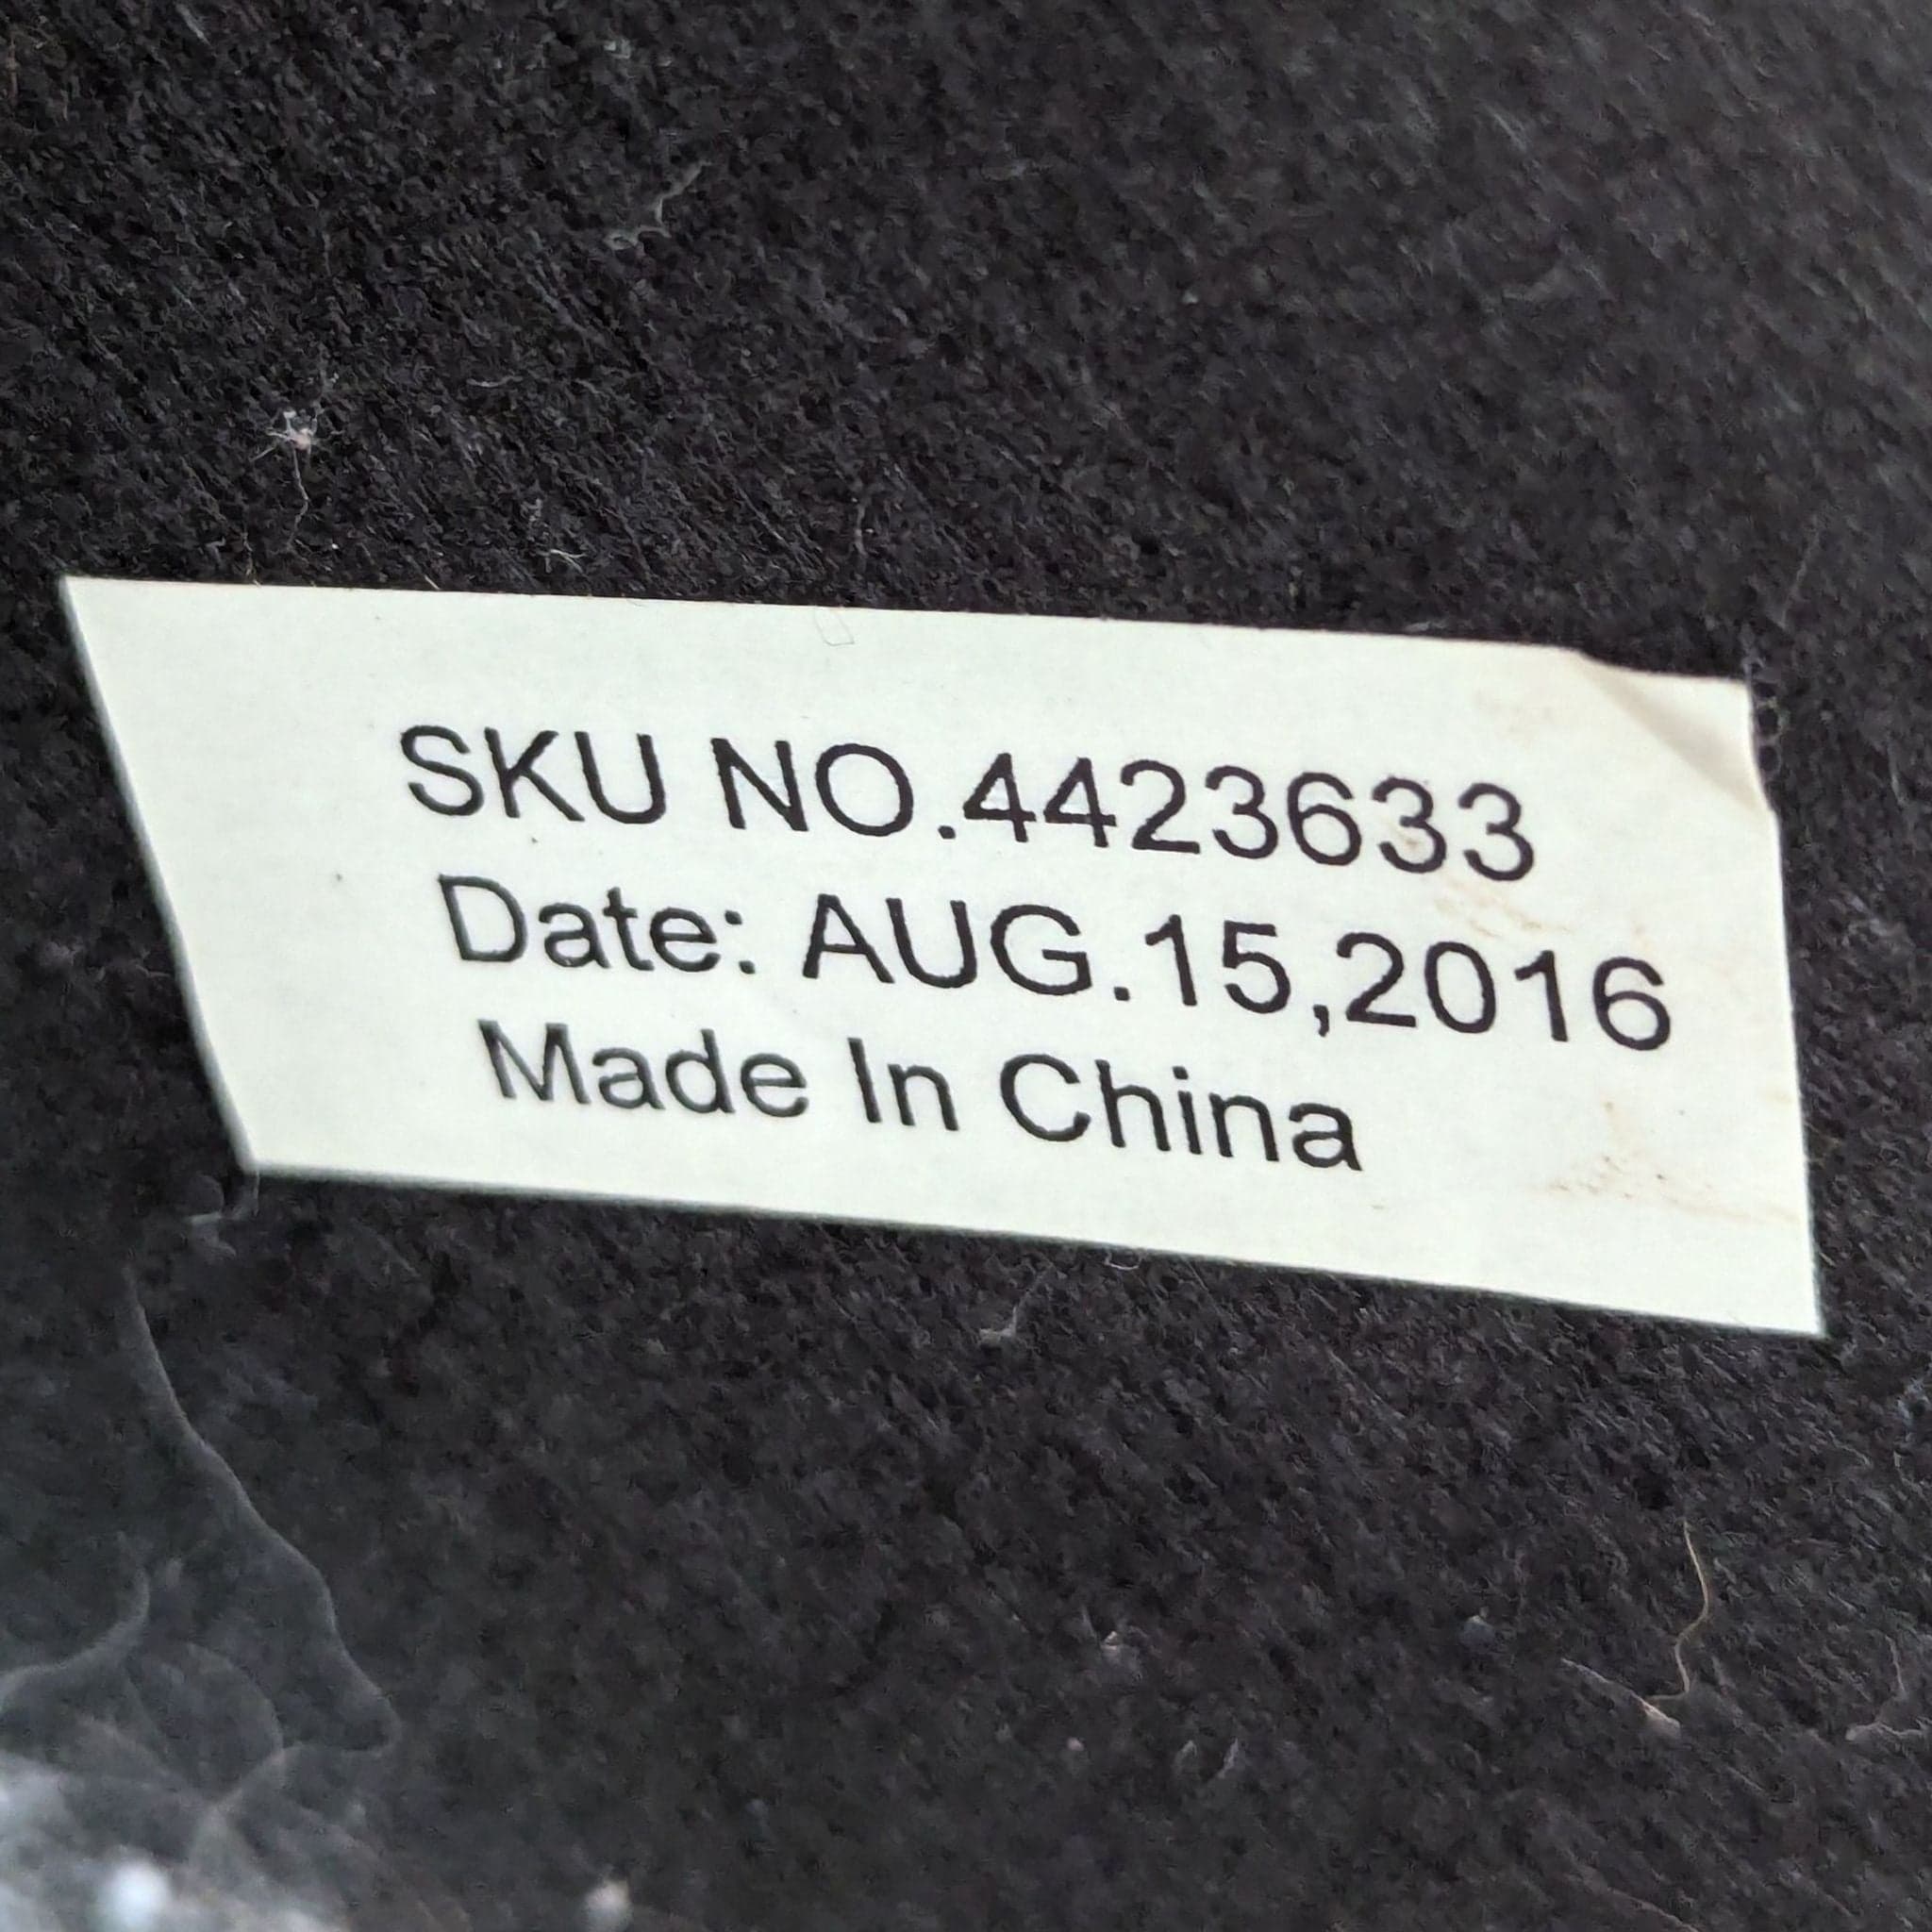 SKU NO.4423633
Date: AUG.15,2016
Made In China